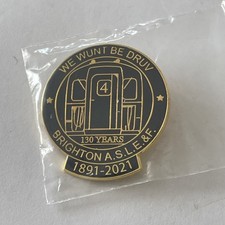 WE WUNT BE DRUV
4
130 YEARS
BRIGHTON A.S.L.E.&F.
1891-2021